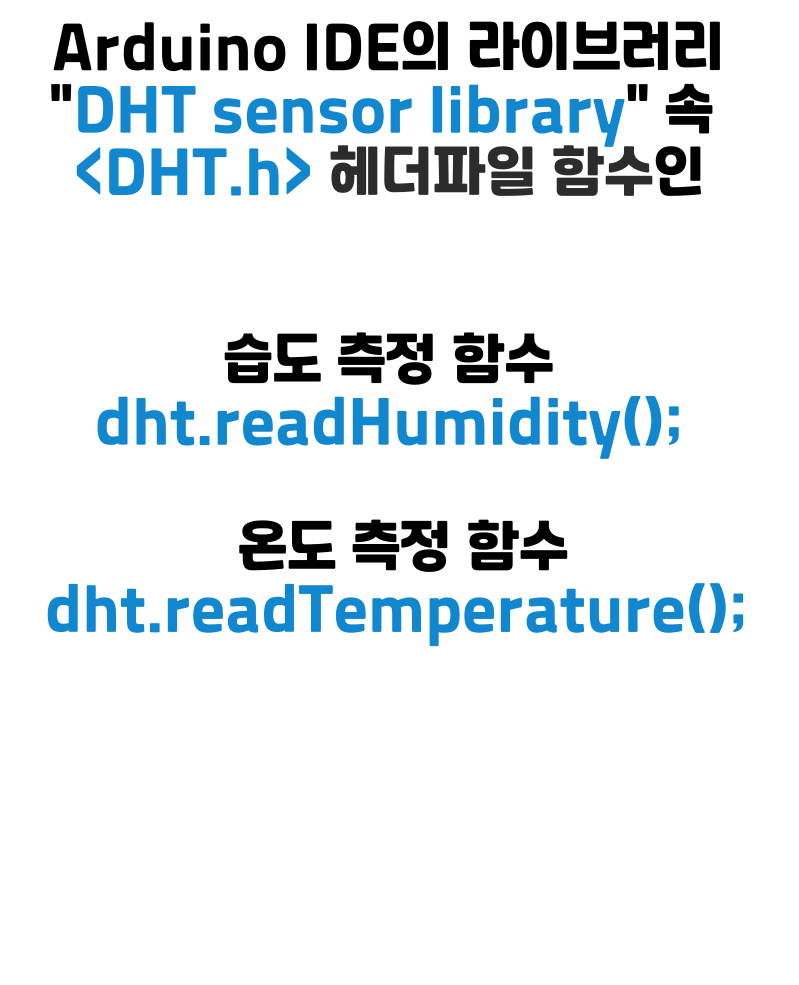 Arduino IDE의 라이브러리
"DHT sensor library" 속
<DHT.h> 헤더파일 함수인
습도 측정 함수
dht.readHumidity();
온도 측정 함수
dht.readTemperature();